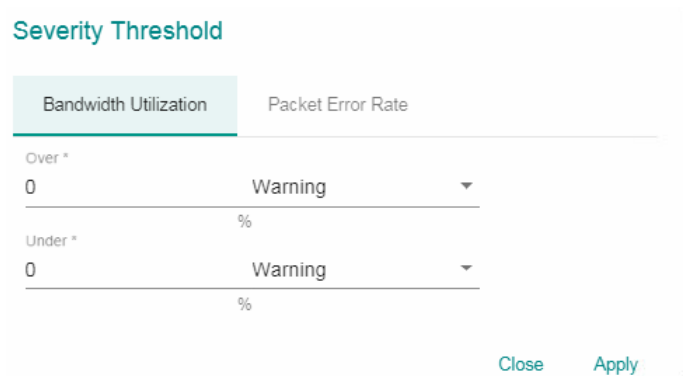 Severity Threshold
Bandwidth Utilization Packet Error Rate
Over *
0 Warning
%
Under *
0 Warning
%
Close Apply